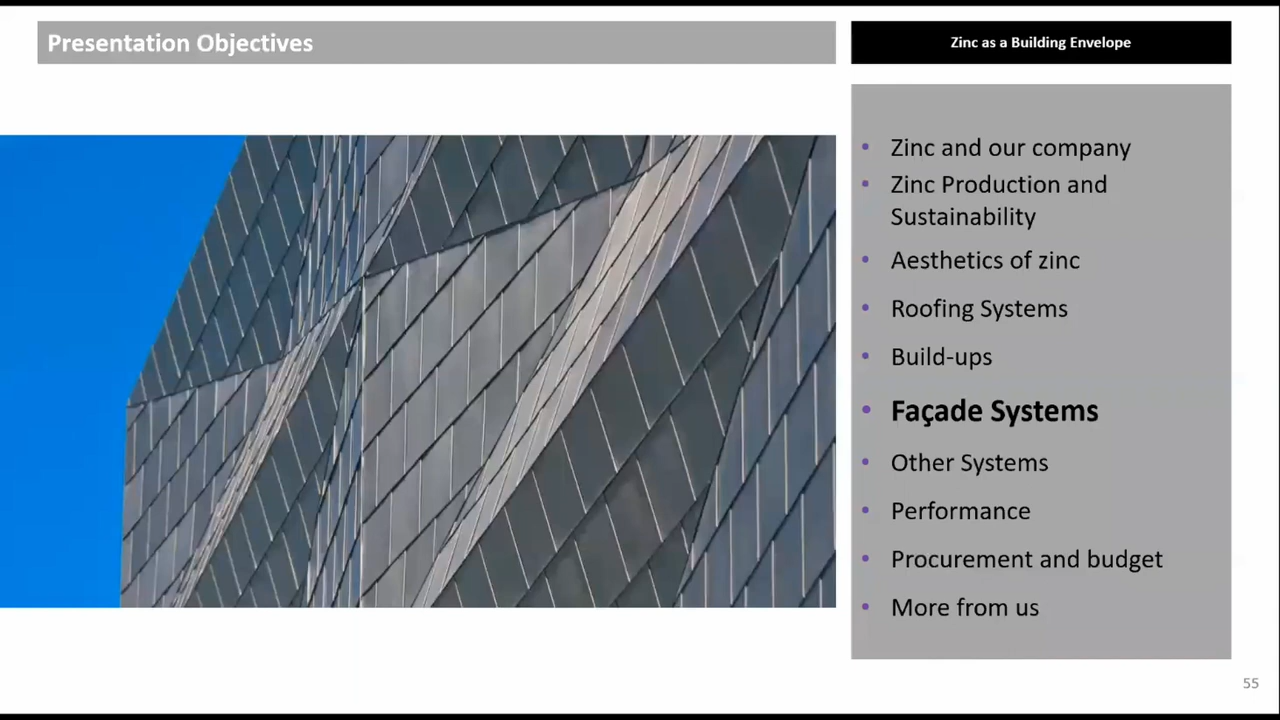 Presentation Objectives
Zinc as a Building Envelope
• Zinc and our company
• Zinc Production and
Sustainability
• Aesthetics of zinc
• Roofing Systems
• Build-ups
• Façade Systems
• Other Systems
• Performance
• Procurement and budget
• More from us
55